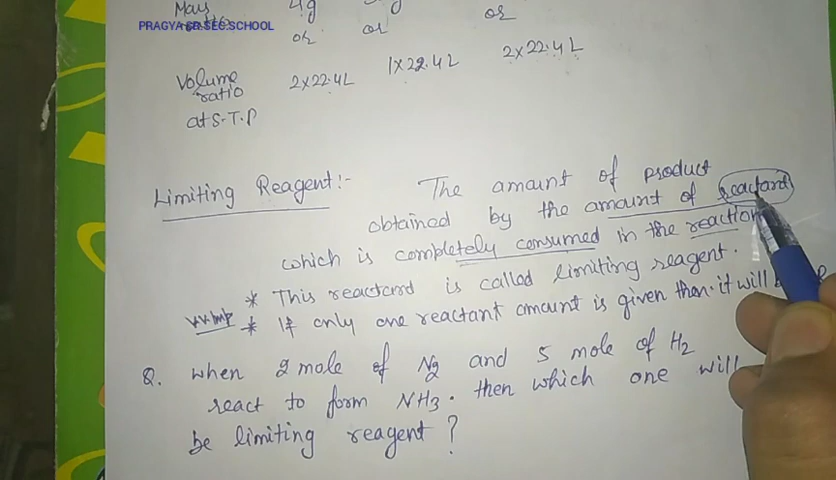 Mass 4g g
PRAGYA SR.SEC.SCHOOL
or or or
Volume ratio 2×22.4L 1×22.4L 2×22.4L
at S.T.P
Limiting Reagent:- The amount of product
obtained by the amount of reactant
which is completely consumed in the reaction
* This reactant is called limiting reagent.
VV.Imp * If only one reactant amount is given then it will
Q. when 2 mole of N2 and 5 mole of H2
react to form NH3. then which one will
be limiting reagent?